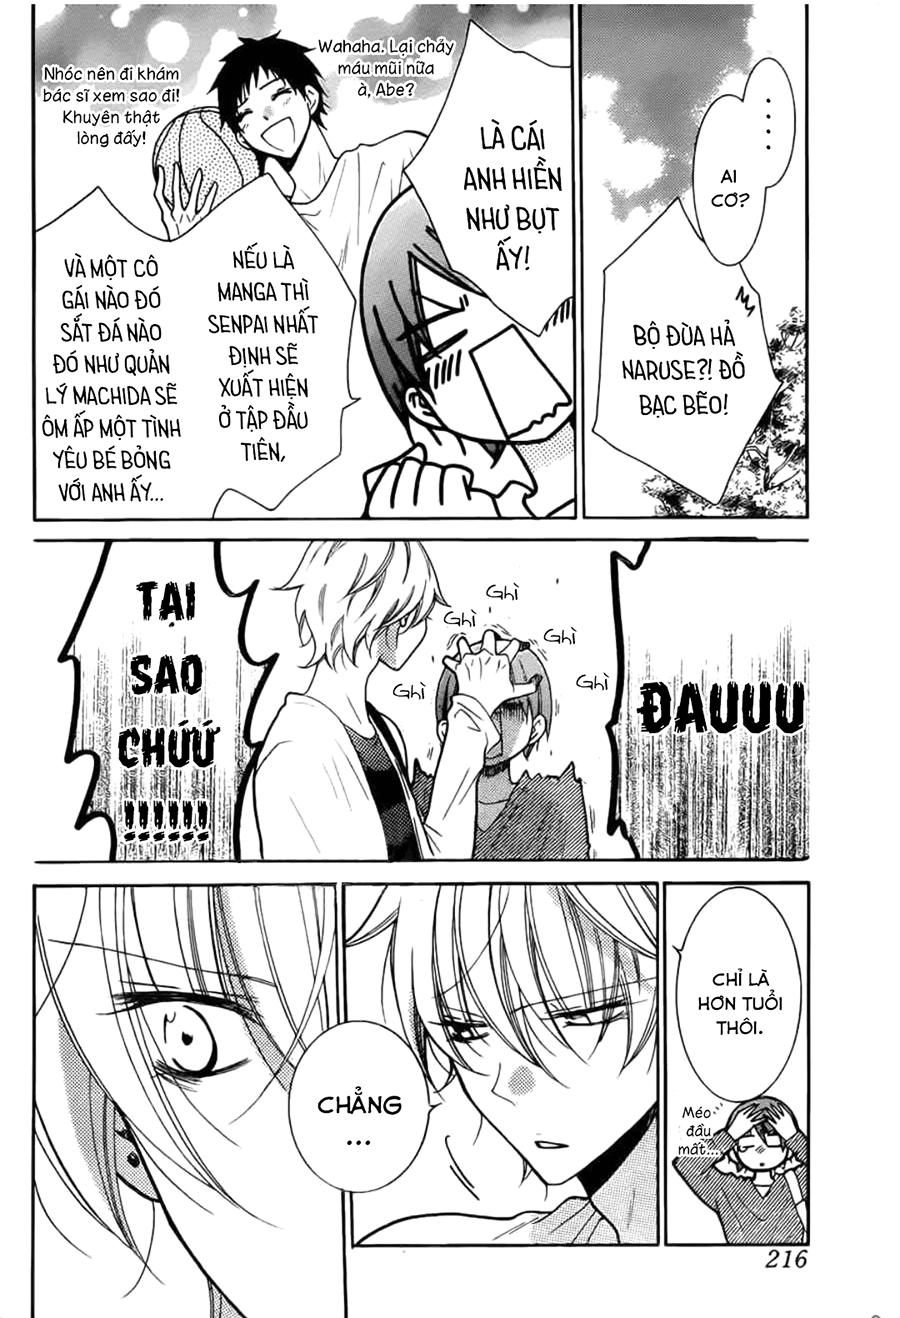 ....
AI
CƠ?
BỘ ĐÙA HẢ
NARUSE?! ĐỒ
BẠC BẼO!
LÀ CÁI
ANH HIỀN
NHƯ BỤT
ẤY!
Wahaha. Lại chảy
máu mũi nữa
à, Abe?
Nhóc nên đi khám
bác sĩ xem sao đi!
Khuyên thật
lòng đấy!
NẾU LÀ
MANGA THÌ
SENPAI NHẤT
ĐỊNH SẼ
XUẤT HIỆN
Ở TẬP ĐẦU
TIÊN,
VÀ MỘT CÔ
GÁI NÀO ĐÓ
SẮT ĐÁ NÀO
ĐÓ NHƯ QUẢN
LÝ MACHIDA SẼ
ÔM ẤP MỘT TÌNH
YÊU BÉ BỎNG
VỚI ANH ẤY...
ĐAUUU
Ghì
Ghì
Ghì
Ghì
Ghì
TẠI
SAO
CHỨỨ
!!!!!!
CHỈ LÀ
HƠN TUỔI
THÔI.
Méo
đầu
mất...
CHẲNG
...
216